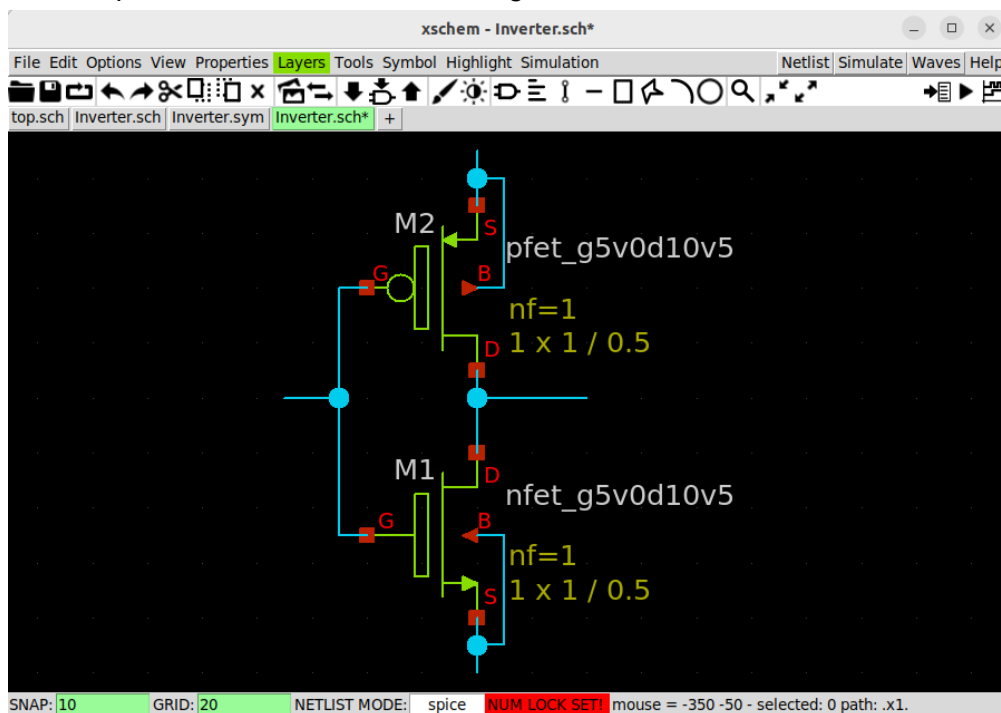 xschem - Inverter.sch*
File Edit Options View Properties Layers Tools Symbol Highlight Simulation Netlist Simulate Waves Help
top.sch Inverter.sch Inverter.sym Inverter.sch* +
M2
S
pfet_g5v0d10v5
G
B
nf=1
D
1 x 1 / 0.5
M1
D
nfet_g5v0d10v5
G
B
nf=1
S
1 x 1 / 0.5
SNAP: 10 GRID: 20 NETLIST MODE: spice NUM LOCK SET! mouse = -350 -50 - selected: 0 path: .x1.